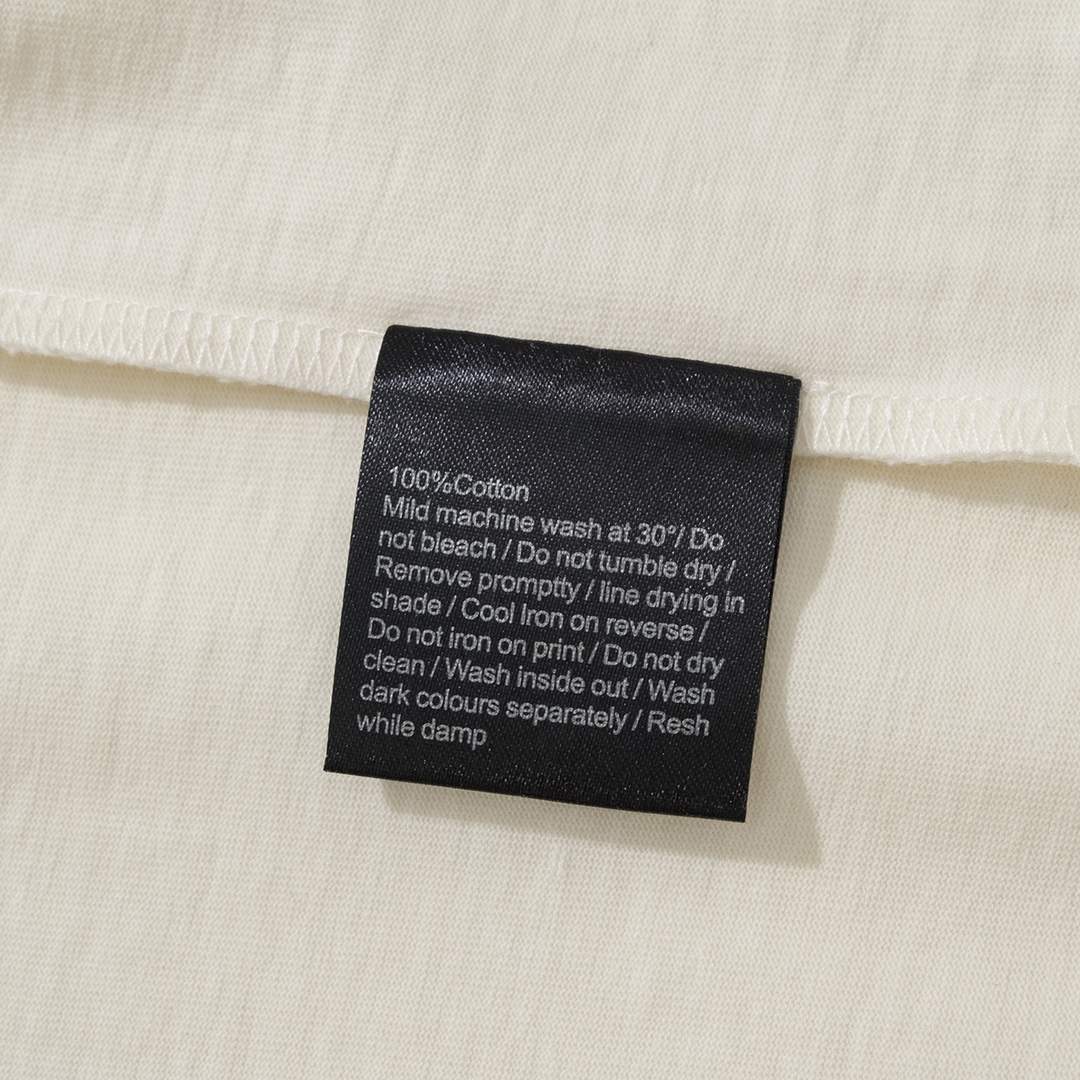 100%Cotton
Mild machine wash at 30°/ Do
not bleach / Do not tumble dry /
Remove promptty / line drying in
shade / Cool Iron on reverse /
Do not iron on print / Do not dry
clean / Wash inside out / Wash
dark colours separately / Resh
while damp